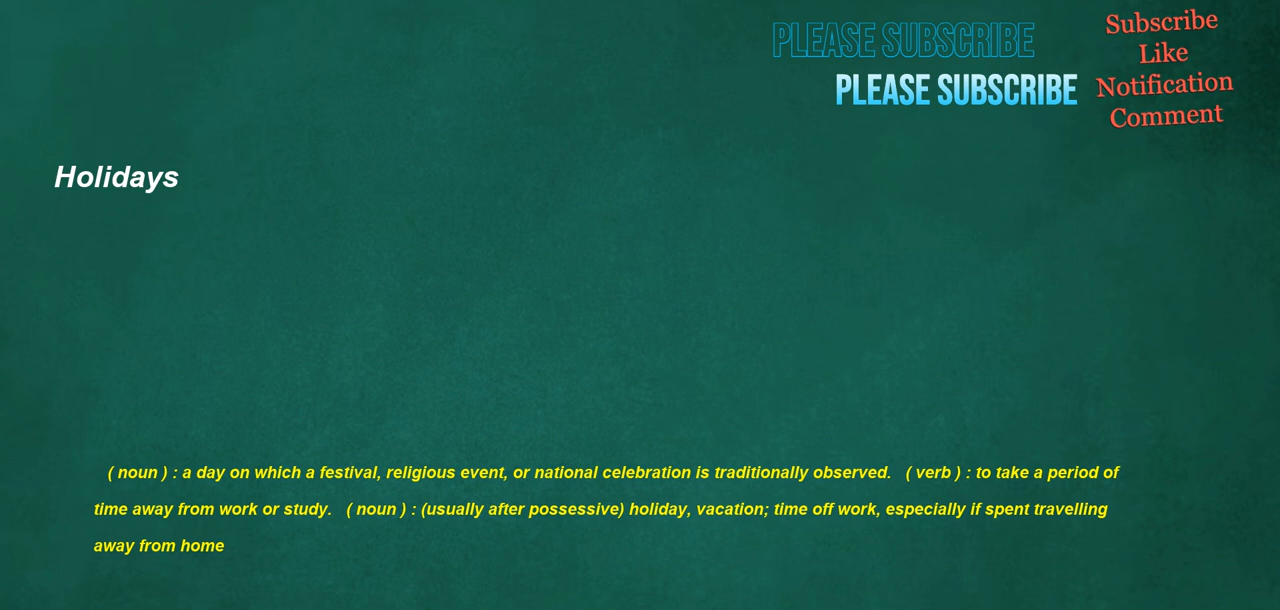 PLEASE SUBSCRIBE
PLEASE SUBSCRIBE
Subscribe
Like
Notification
Comment
Holidays
( noun ) : a day on which a festival, religious event, or national celebration is traditionally observed. ( verb ) : to take a period of
time away from work or study. ( noun ) : (usually after possessive) holiday, vacation; time off work, especially if spent travelling
away from home